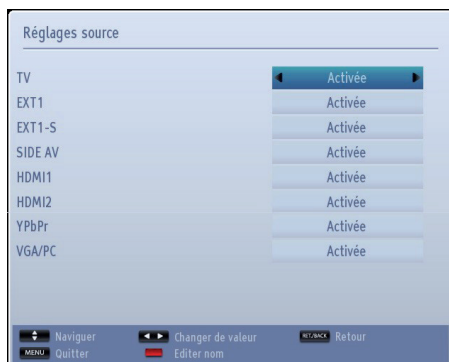 Réglages source
TV Activée
EXT1 Activée
EXT1-S Activée
SIDE AV Activée
HDMI1 Activée
HDMI2 Activée
YPbPr Activée
VGA/PC Activée
Naviguer Changer de valeur RET./BACK Retour
MENU Quitter Editer nom